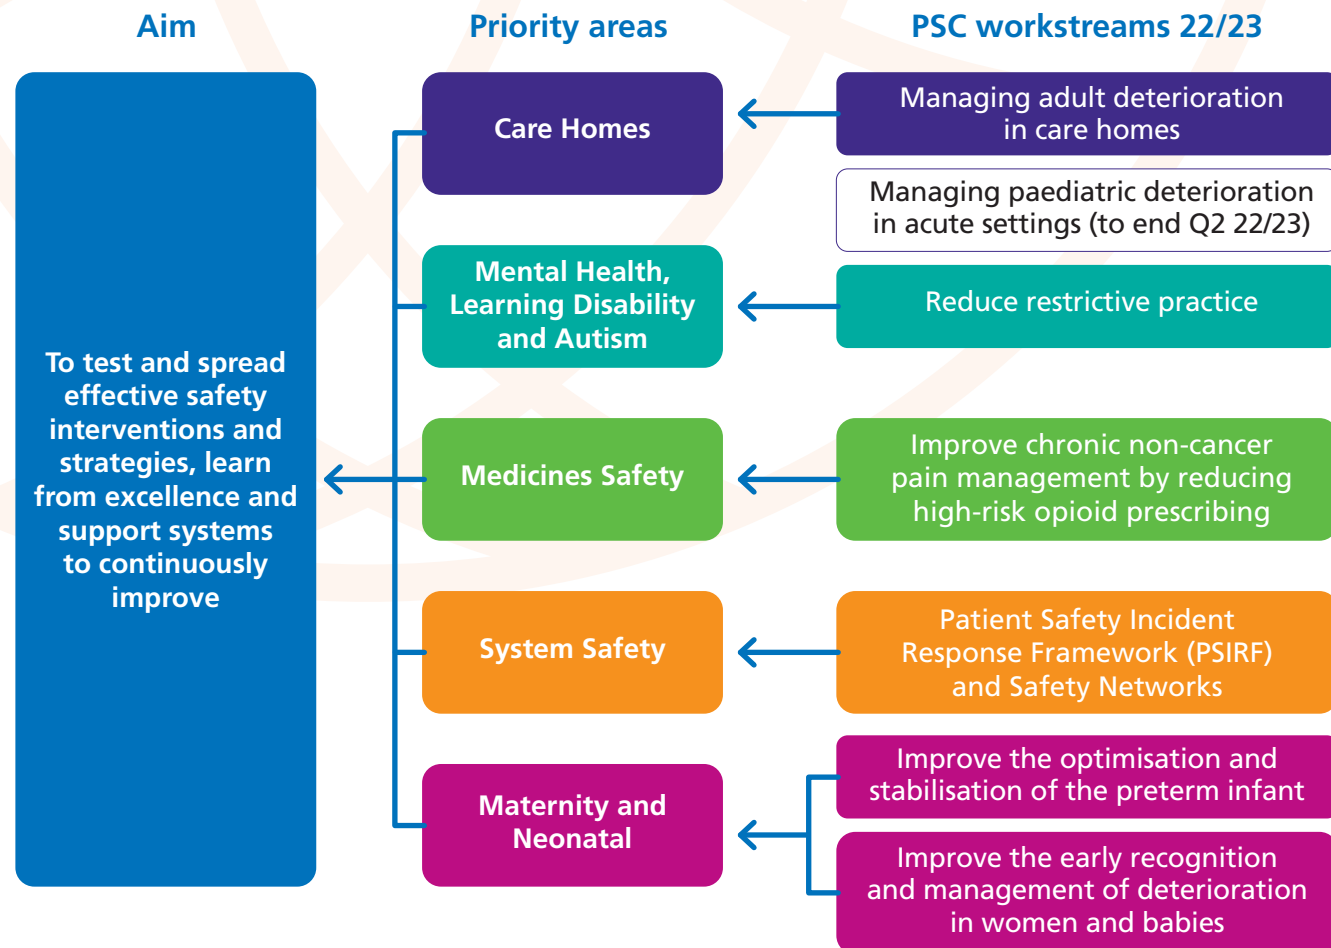 Aim
Priority areas
PSC workstreams 22/23
To test and spread
effective safety
interventions and
strategies, learn
from excellence and
support systems
to continuously
improve
Care Homes
Mental Health,
Learning Disability
and Autism
Medicines Safety
System Safety
Maternity and
Neonatal
Managing adult deterioration
in care homes
Managing paediatric deterioration
in acute settings (to end Q2 22/23)
Reduce restrictive practice
Improve chronic non-cancer
pain management by reducing
high-risk opioid prescribing
Patient Safety Incident
Response Framework (PSIRF)
and Safety Networks
Improve the optimisation and
stabilisation of the preterm infant
Improve the early recognition
and management of deterioration
in women and babies